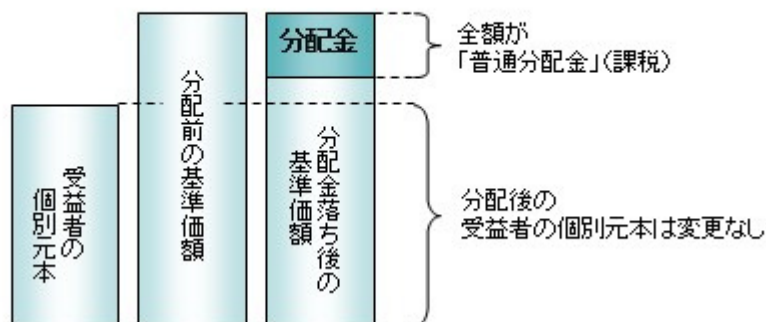 受益者の
個別元本
分配前の基準価額
分配金
分配金落ち後の
基準価額
全額が
「普通分配金」(課税)
分配後の
受益者の個別元本は変更なし